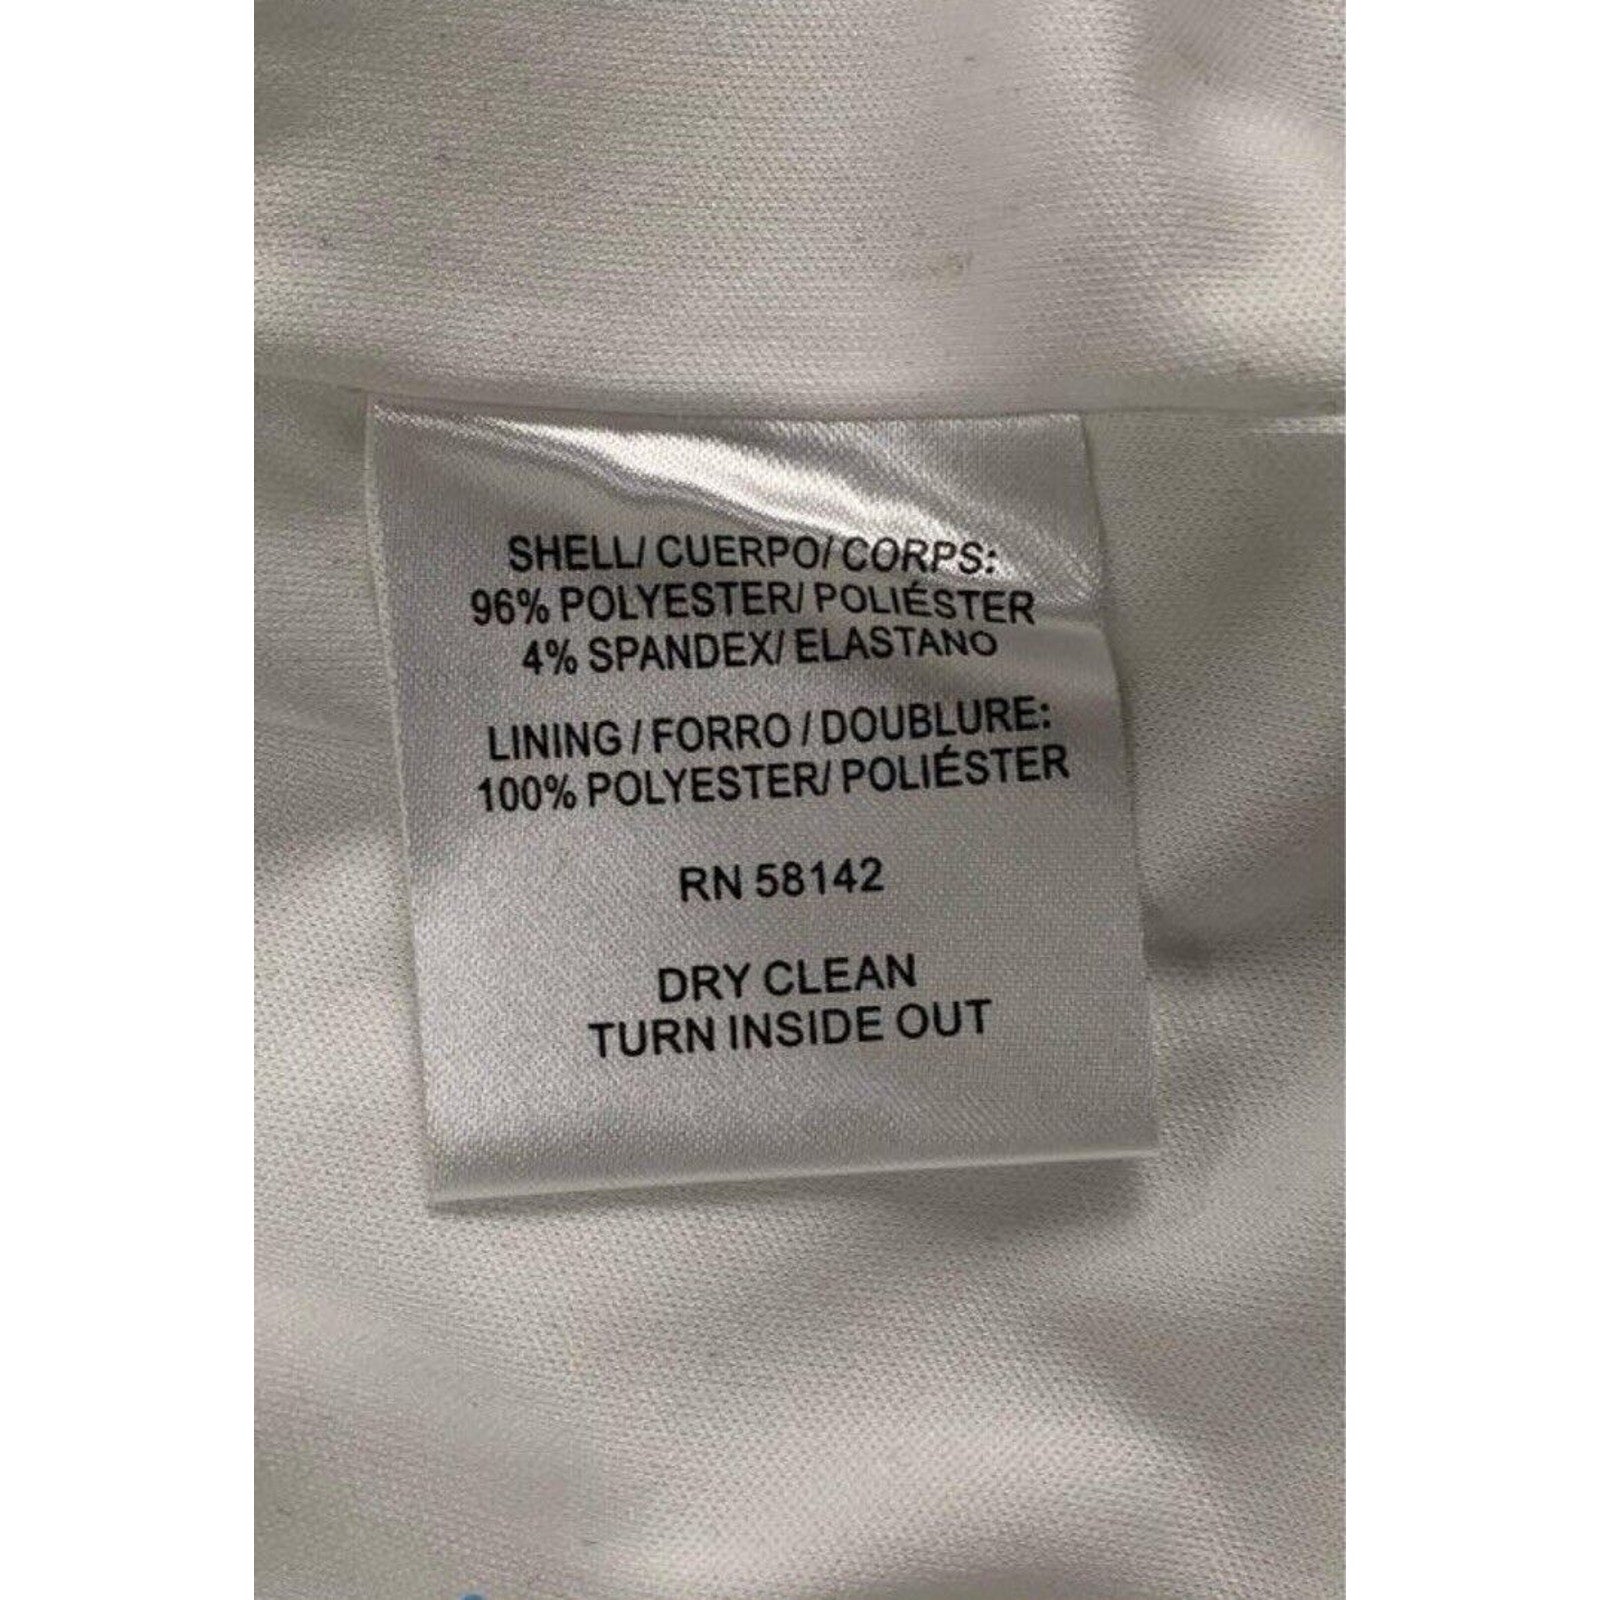 SHELL/ CUERPO/ CORPS:
96% POLYESTER/ POLIÉSTER
4% SPANDEX/ ELASTANO
LINING / FORRO / DOUBLURE:
100% POLYESTER/ POLIÉSTER
RN 58142
DRY CLEAN
TURN INSIDE OUT